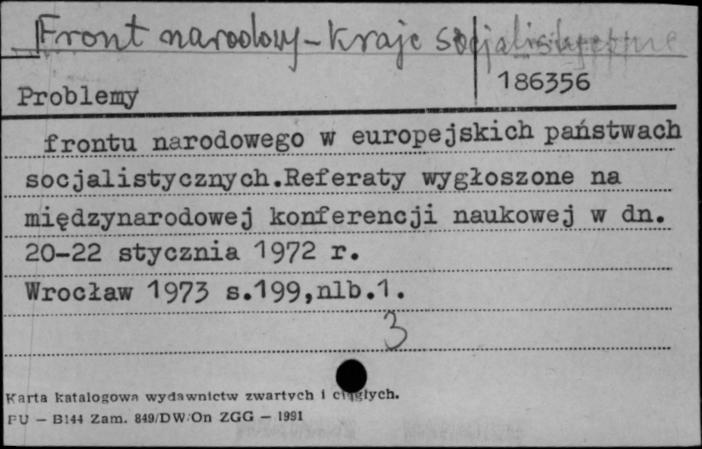 Front narodowy - Kraje socjalistyczne
186356
Problemy
frontu narodowego w europejskich państwach
socjalistycznych.Referaty wygłoszone na
międzynarodowej konferencji naukowej w dn.
20-22 stycznia 1972 r.
Wrocław 1973 s.199,nlb.1.
3
Karta katalogowa wydawnictw zwartych i ciągłych.
PU — B144 Zam. 849/DW/On ZGG — 1991